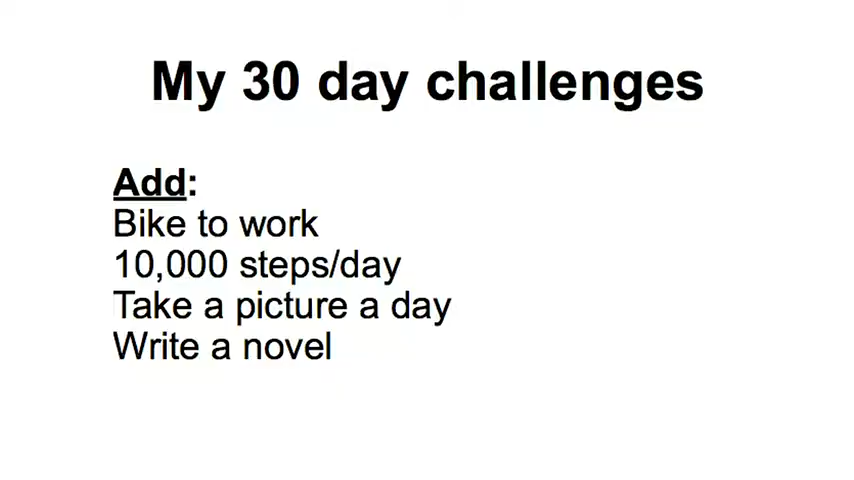 My 30 day challenges
Add:
Bike to work
10,000 steps/day
Take a picture a day
Write a novel